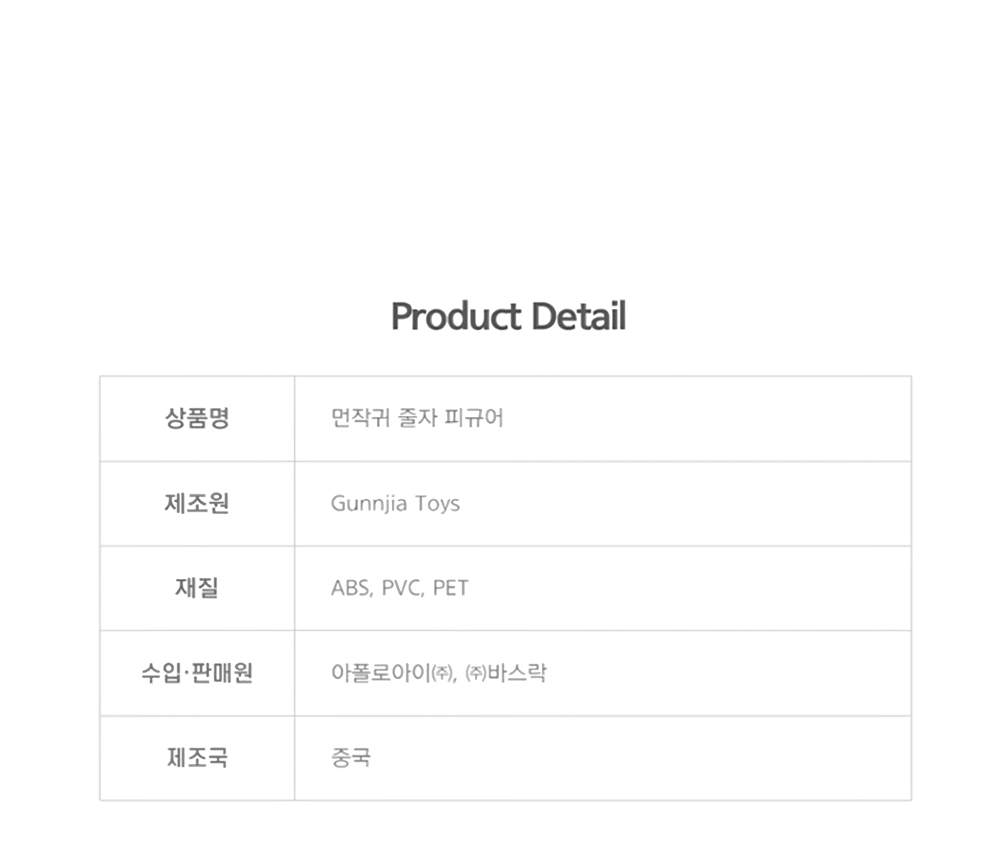 Product Detail
상품명 먼작귀 줄자 피규어
제조원 Gunnjia Toys
재질 ABS, PVC, PET
수입·판매원 아폴로아이㈜, ㈜바스락
제조국 중국